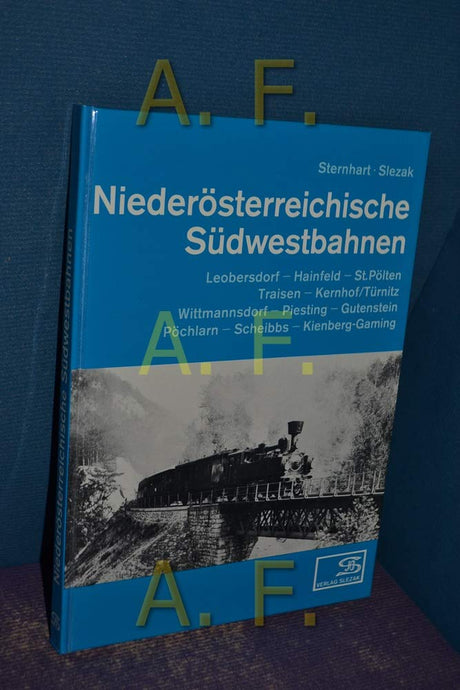 A. F.
Sternhart · Slezak
Niederösterreichische
Südwestbahnen
Leobersdorf – Hainfeld – St.Pölten
Traisen – Kernhof/Türnitz
Wittmannsdorf – Piesting – Gutenstein
Pöchlarn – Scheibbs – Kienberg-Gaming
A. F.
Niederösterreichische Südwestbahnen
VERLAG SLEZAK
A. F.